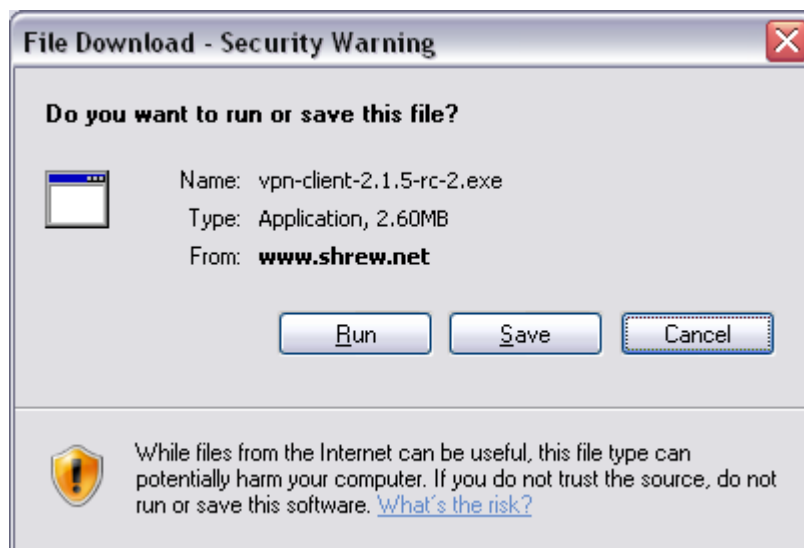 File Download - Security Warning
Do you want to run or save this file?
Name: vpn-client-2.1.5-rc-2.exe
Type: Application, 2.60MB
From: www.shrew.net
Run Save Cancel
While files from the Internet can be useful, this file type can
potentially harm your computer. If you do not trust the source, do not
run or save this software. What's the risk?